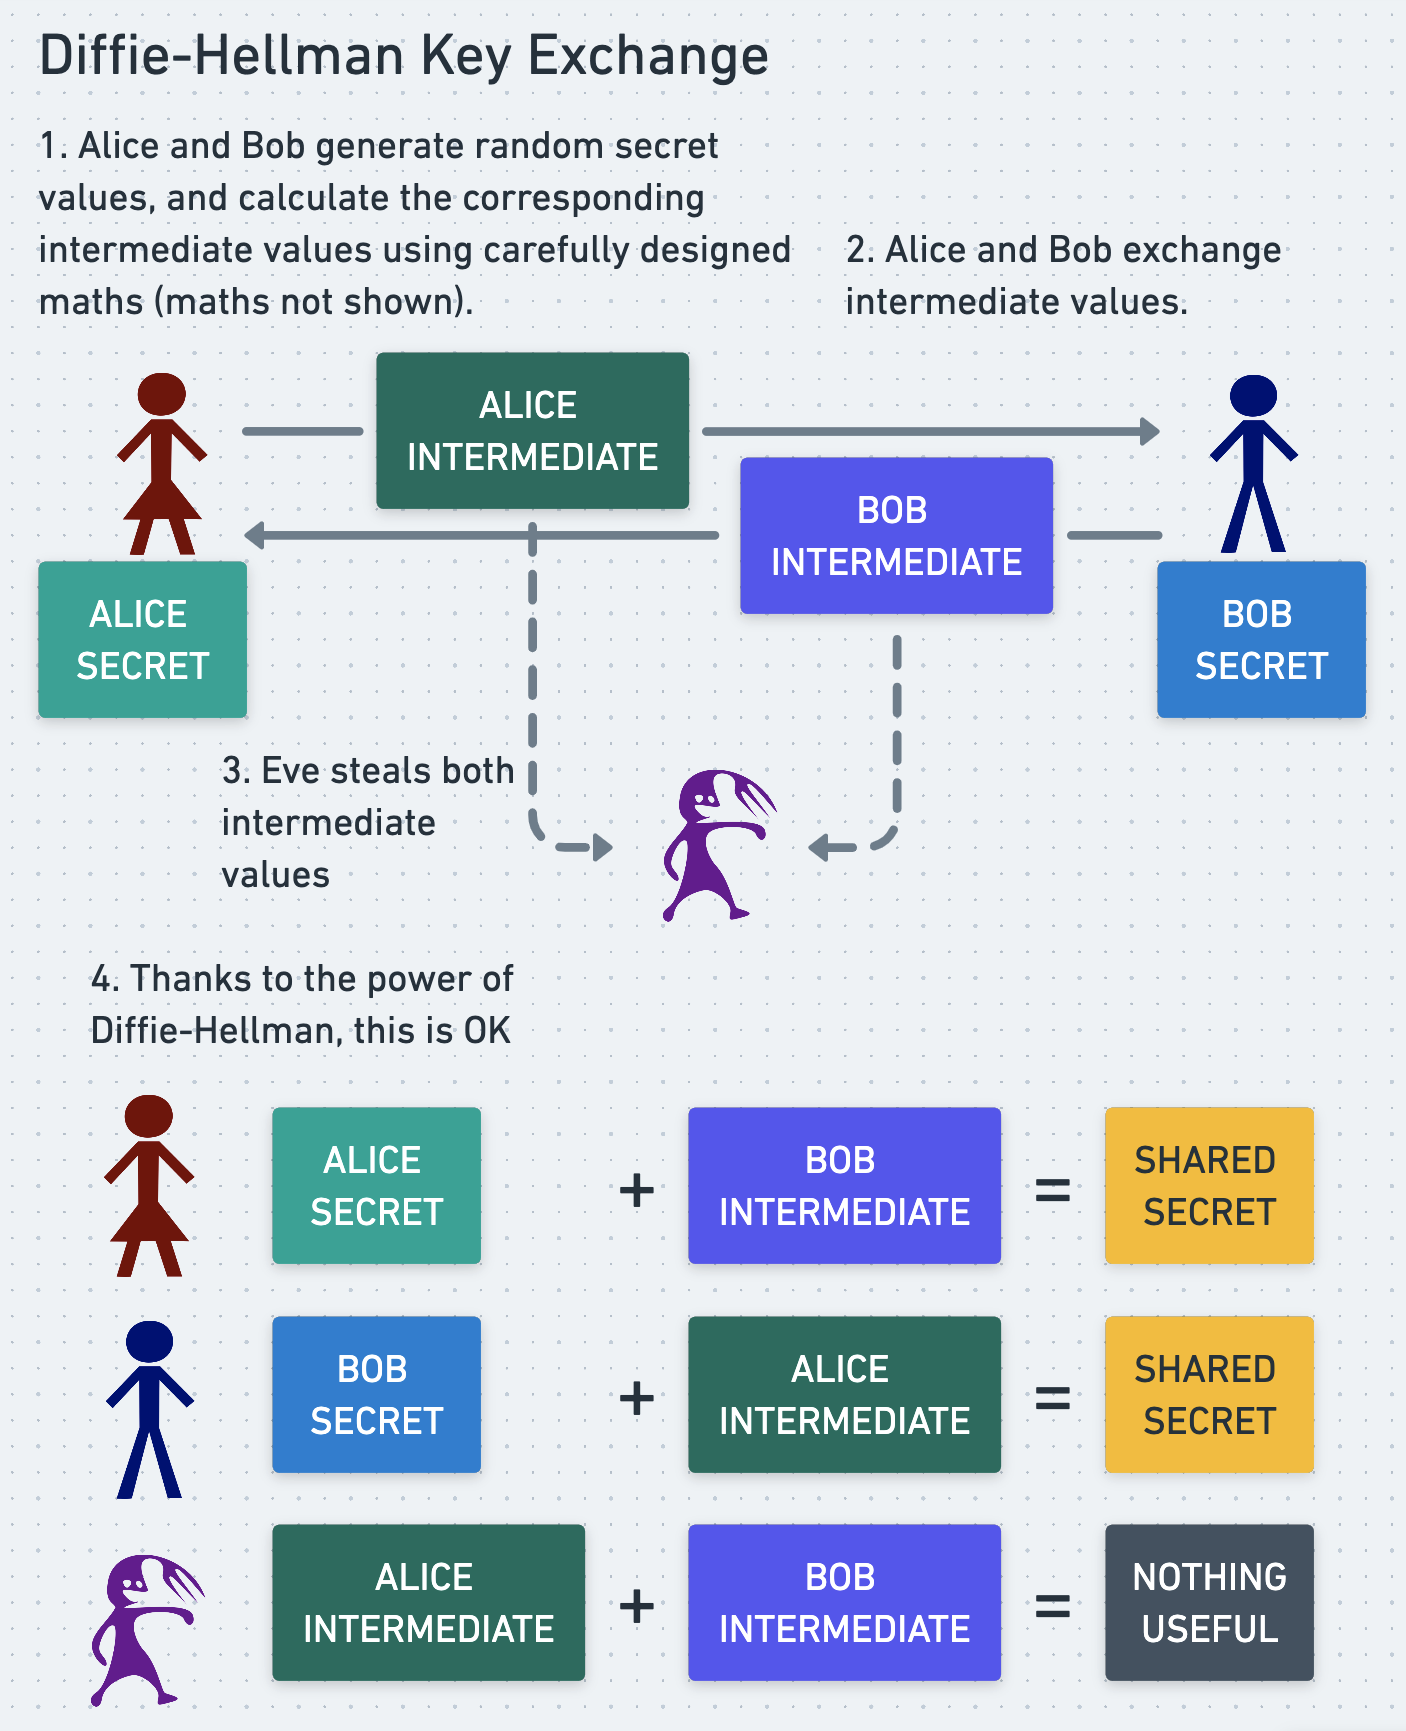 Diffie-Hellman Key Exchange
1. Alice and Bob generate random secret
values, and calculate the corresponding
intermediate values using carefully designed
maths (maths not shown).
2. Alice and Bob exchange
intermediate values.
ALICE
INTERMEDIATE
BOB
INTERMEDIATE
ALICE
SECRET
BOB
SECRET
3. Eve steals both
intermediate
values
4. Thanks to the power of
Diffie-Hellman, this is OK
ALICE
SECRET
+
BOB
INTERMEDIATE
=
SHARED
SECRET
BOB
SECRET
+
ALICE
INTERMEDIATE
=
SHARED
SECRET
ALICE
INTERMEDIATE
+
BOB
INTERMEDIATE
=
NOTHING
USEFUL